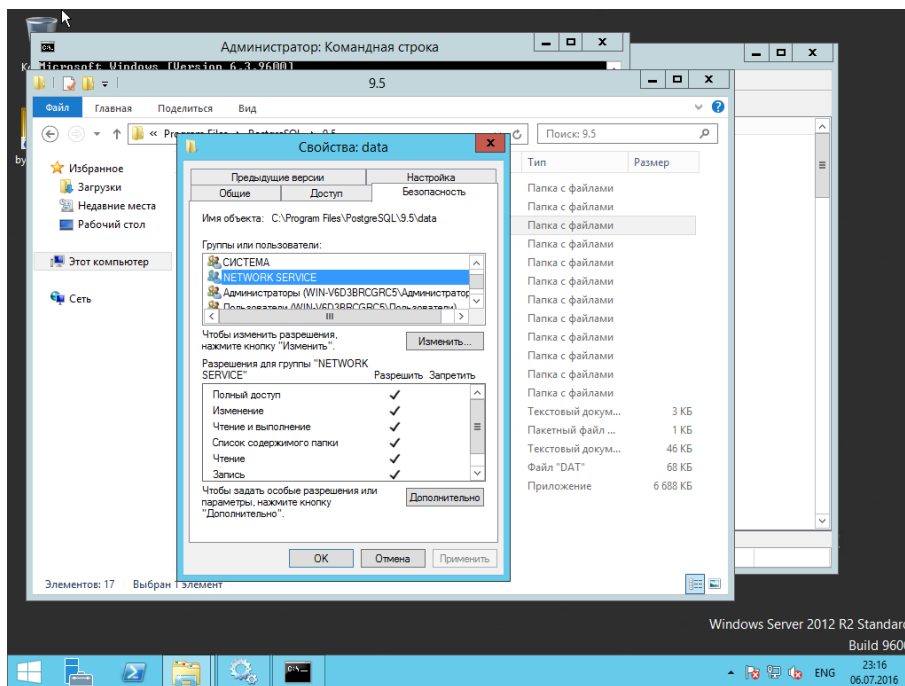 Администратор: Командная строка
Microsoft Windows [Version 6.3.9600]
9.5
Файл Главная Поделиться Вид
« Program Files PostgreSQL 9.5
Поиск: 9.5
Тип Размер
Избранное
Загрузки
Недавние места
Рабочий стол
Этот компьютер
Сеть
Папка с файлами
Папка с файлами
Папка с файлами
Папка с файлами
Папка с файлами
Папка с файлами
Папка с файлами
Папка с файлами
Папка с файлами
Папка с файлами
Папка с файлами
Папка с файлами
Текстовый докум... 3 КБ
Пакетный файл ... 1 КБ
Текстовый докум... 46 КБ
Файл "DAT" 68 КБ
Приложение 6 688 КБ
Свойства: data
Предыдущие версии Настройка
Общие Доступ Безопасность
Имя объекта: C:\Program Files\PostgreSQL\9.5\data
Группы или пользователи:
СИСТЕМА
NETWORK SERVICE
Администраторы (WIN-V6D3BRCGRC5\Администратор
Пользователи (WIN-V6D3BRCGRC5\Пользователи)
Чтобы изменить разрешения,
нажмите кнопку "Изменить".
Изменить...
Разрешения для группы "NETWORK
SERVICE"
Разрешить Запретить
Полный доступ
Изменение
Чтение и выполнение
Список содержимого папки
Чтение
Запись
Чтобы задать особые разрешения или
параметры, нажмите кнопку
"Дополнительно".
Дополнительно
ОК Отмена Применить
Элементов: 17 Выбран 1 элемент
Windows Server 2012 R2 Standar
Build 960
ENG
23:16
06.07.2016